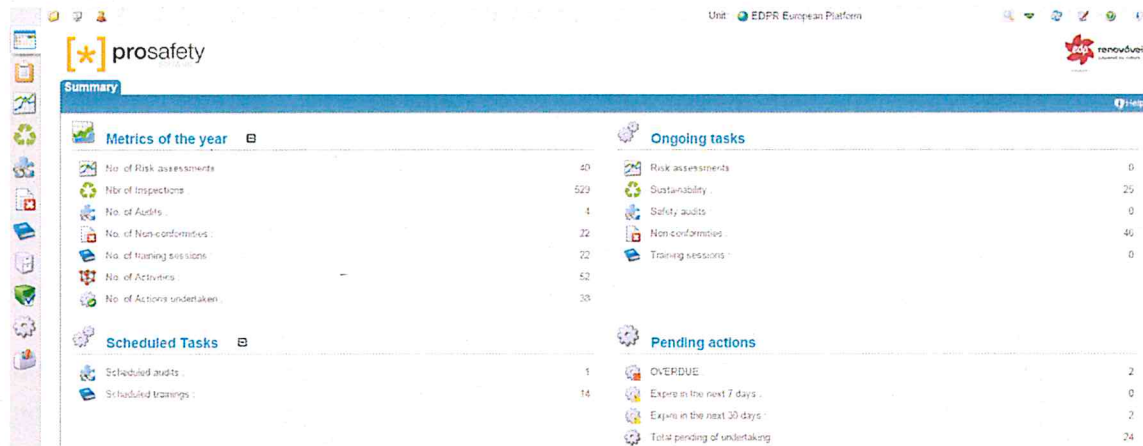 Unit: EDPR European Platform
[*] prosafety
edp renováveis
powered by nature
Summary
Help
Metrics of the year
No. of Risk assessments 40
Nbr of Inspections 529
No. of Audits : 4
No. of Non-conformities : 22
No. of training sessions : 22
No. of Activities : 52
No. of Actions undertaken : 33
Ongoing tasks
Risk assessments 0
Sustainability : 25
Safety audits 0
Non-conformities : 46
Training sessions : 0
Scheduled Tasks
Scheduled audits : 1
Scheduled trainings : 14
Pending actions
OVERDUE 2
Expire in the next 7 days : 0
Expire in the next 30 days : 2
Total pending of undertaking 24